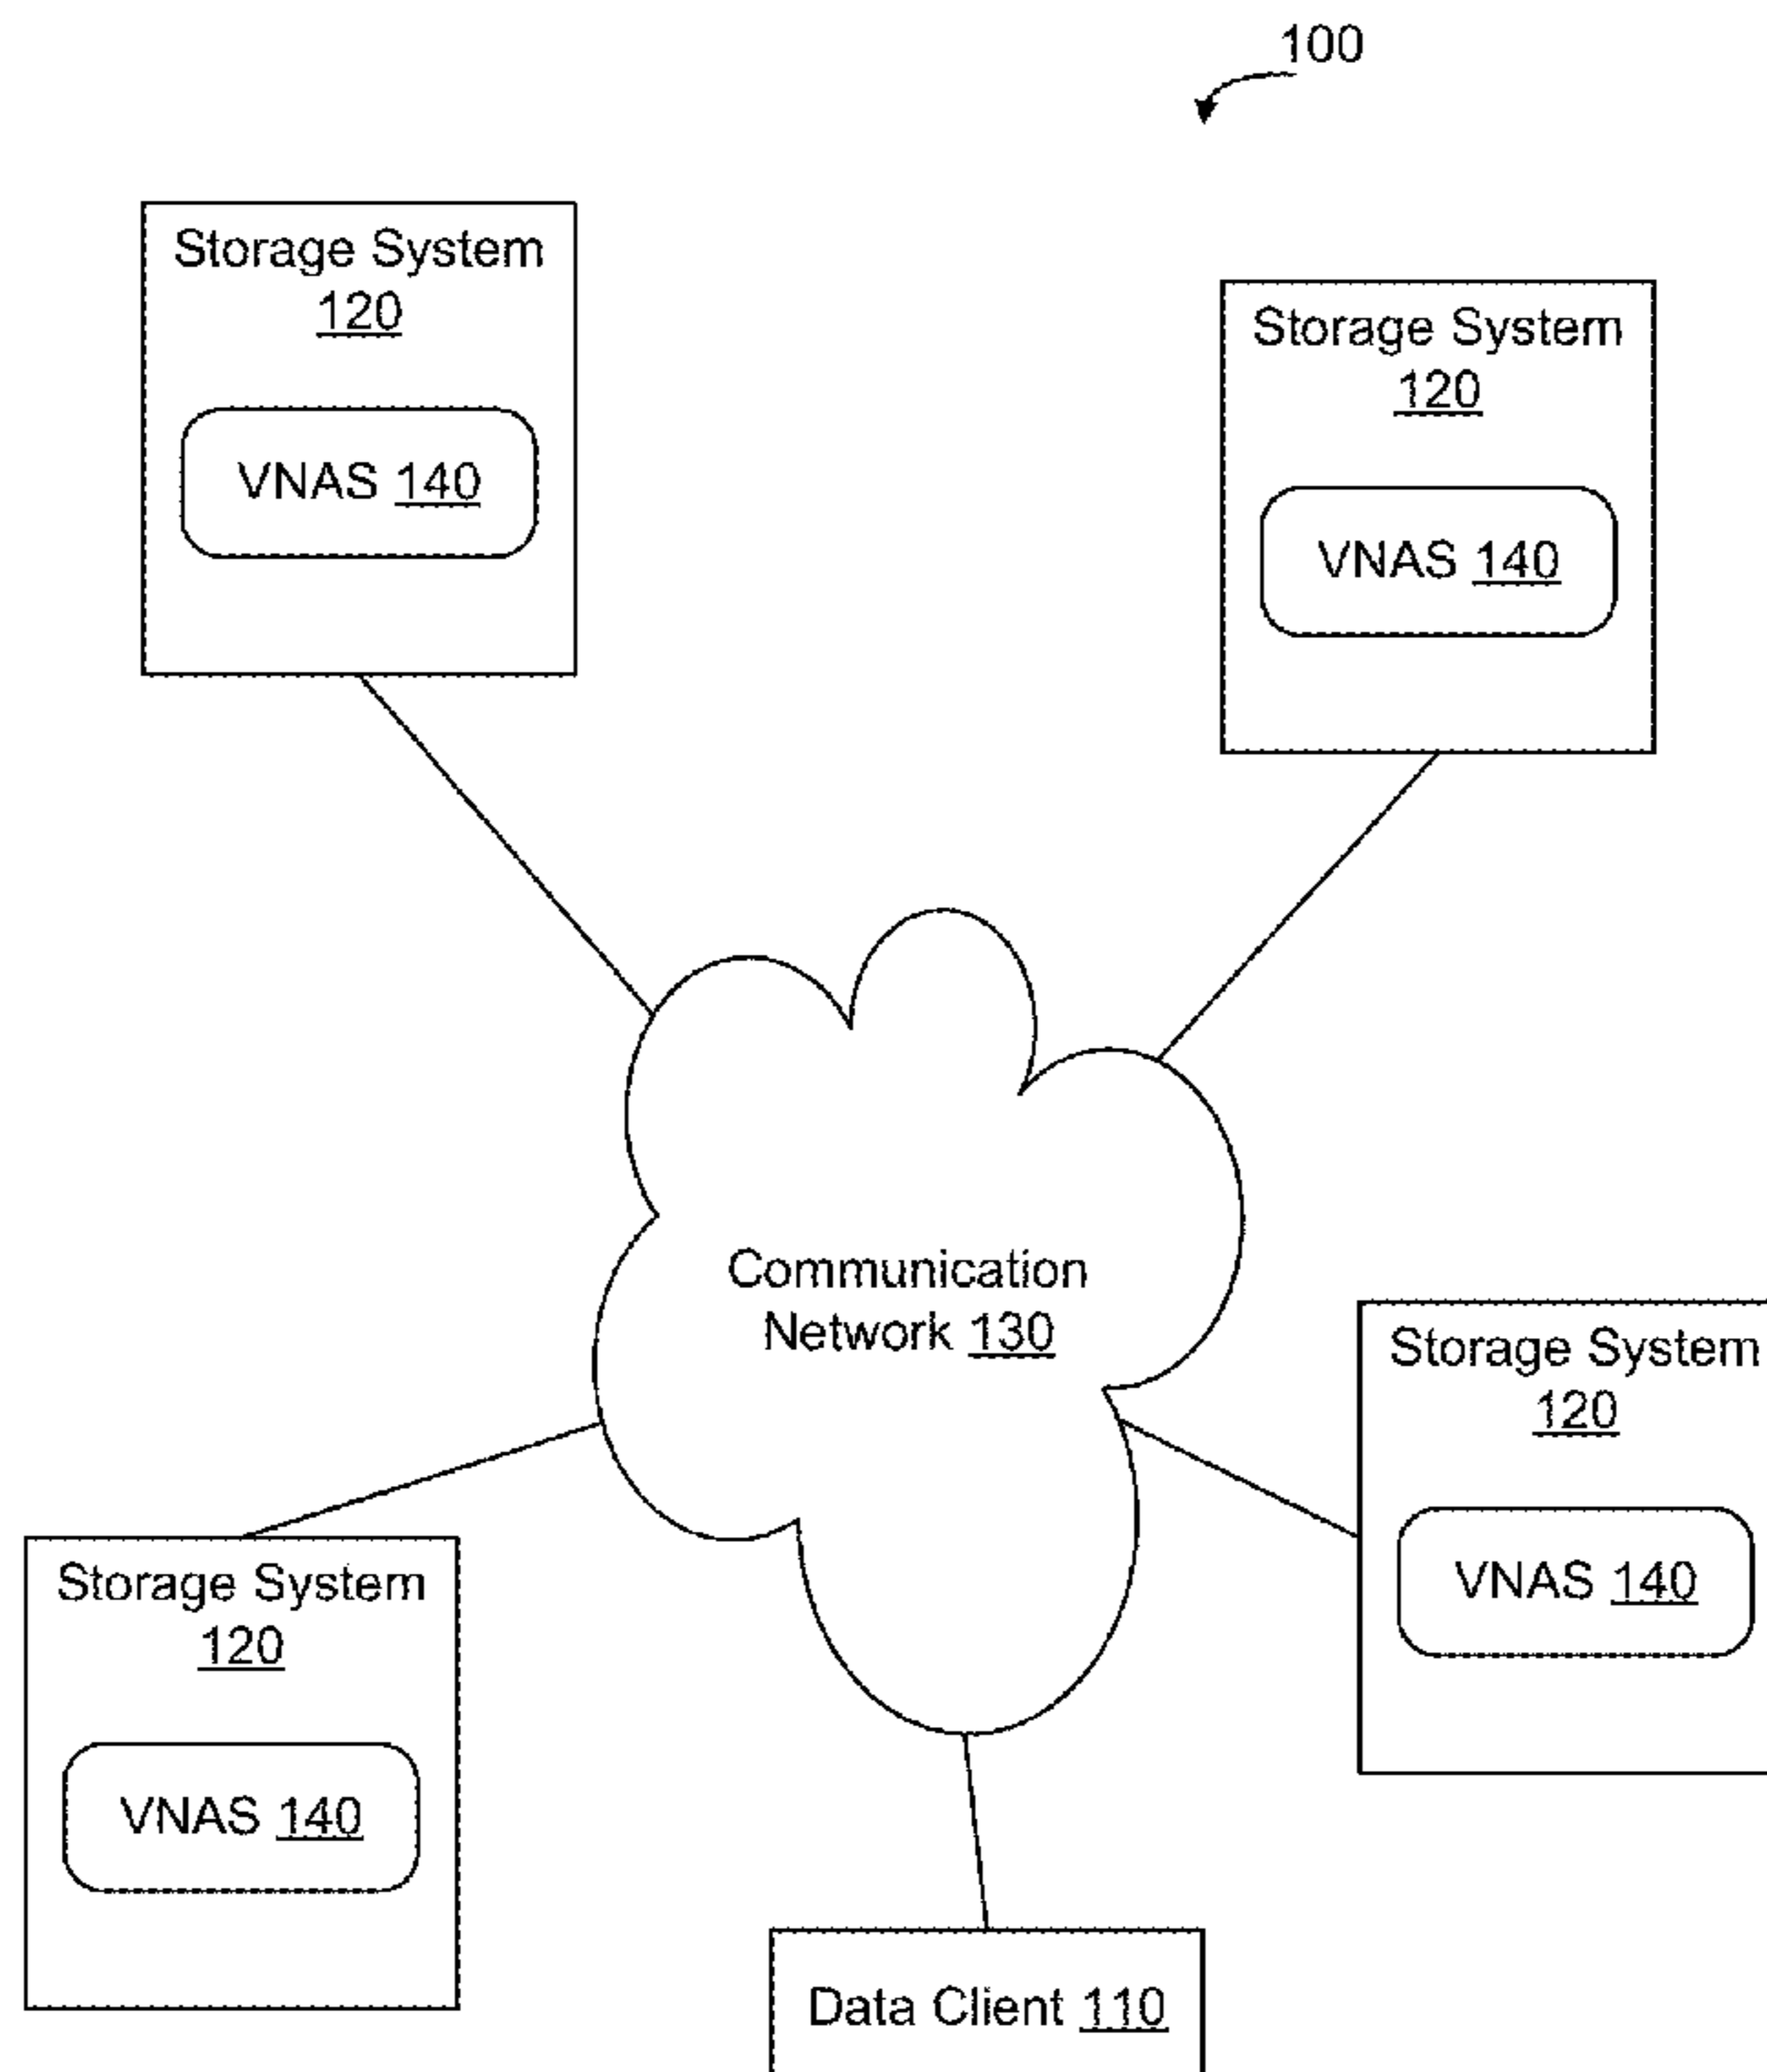 100
Storage System
120
VNAS 140
Storage System
120
VNAS 140
Communication
Network 130
Storage System
120
VNAS 140
Storage System
120
VNAS 140
Data Client 110